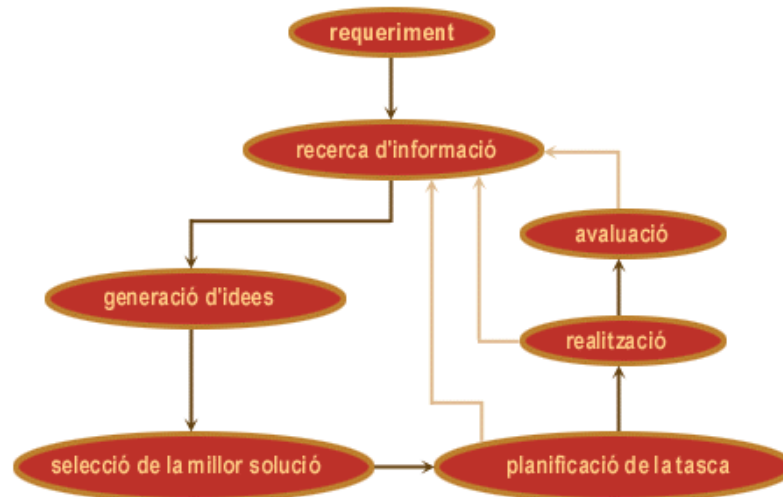 requeriment
recerca d'informació
avaluació
generació d'idees
realització
selecció de la millor solució
planificació de la tasca